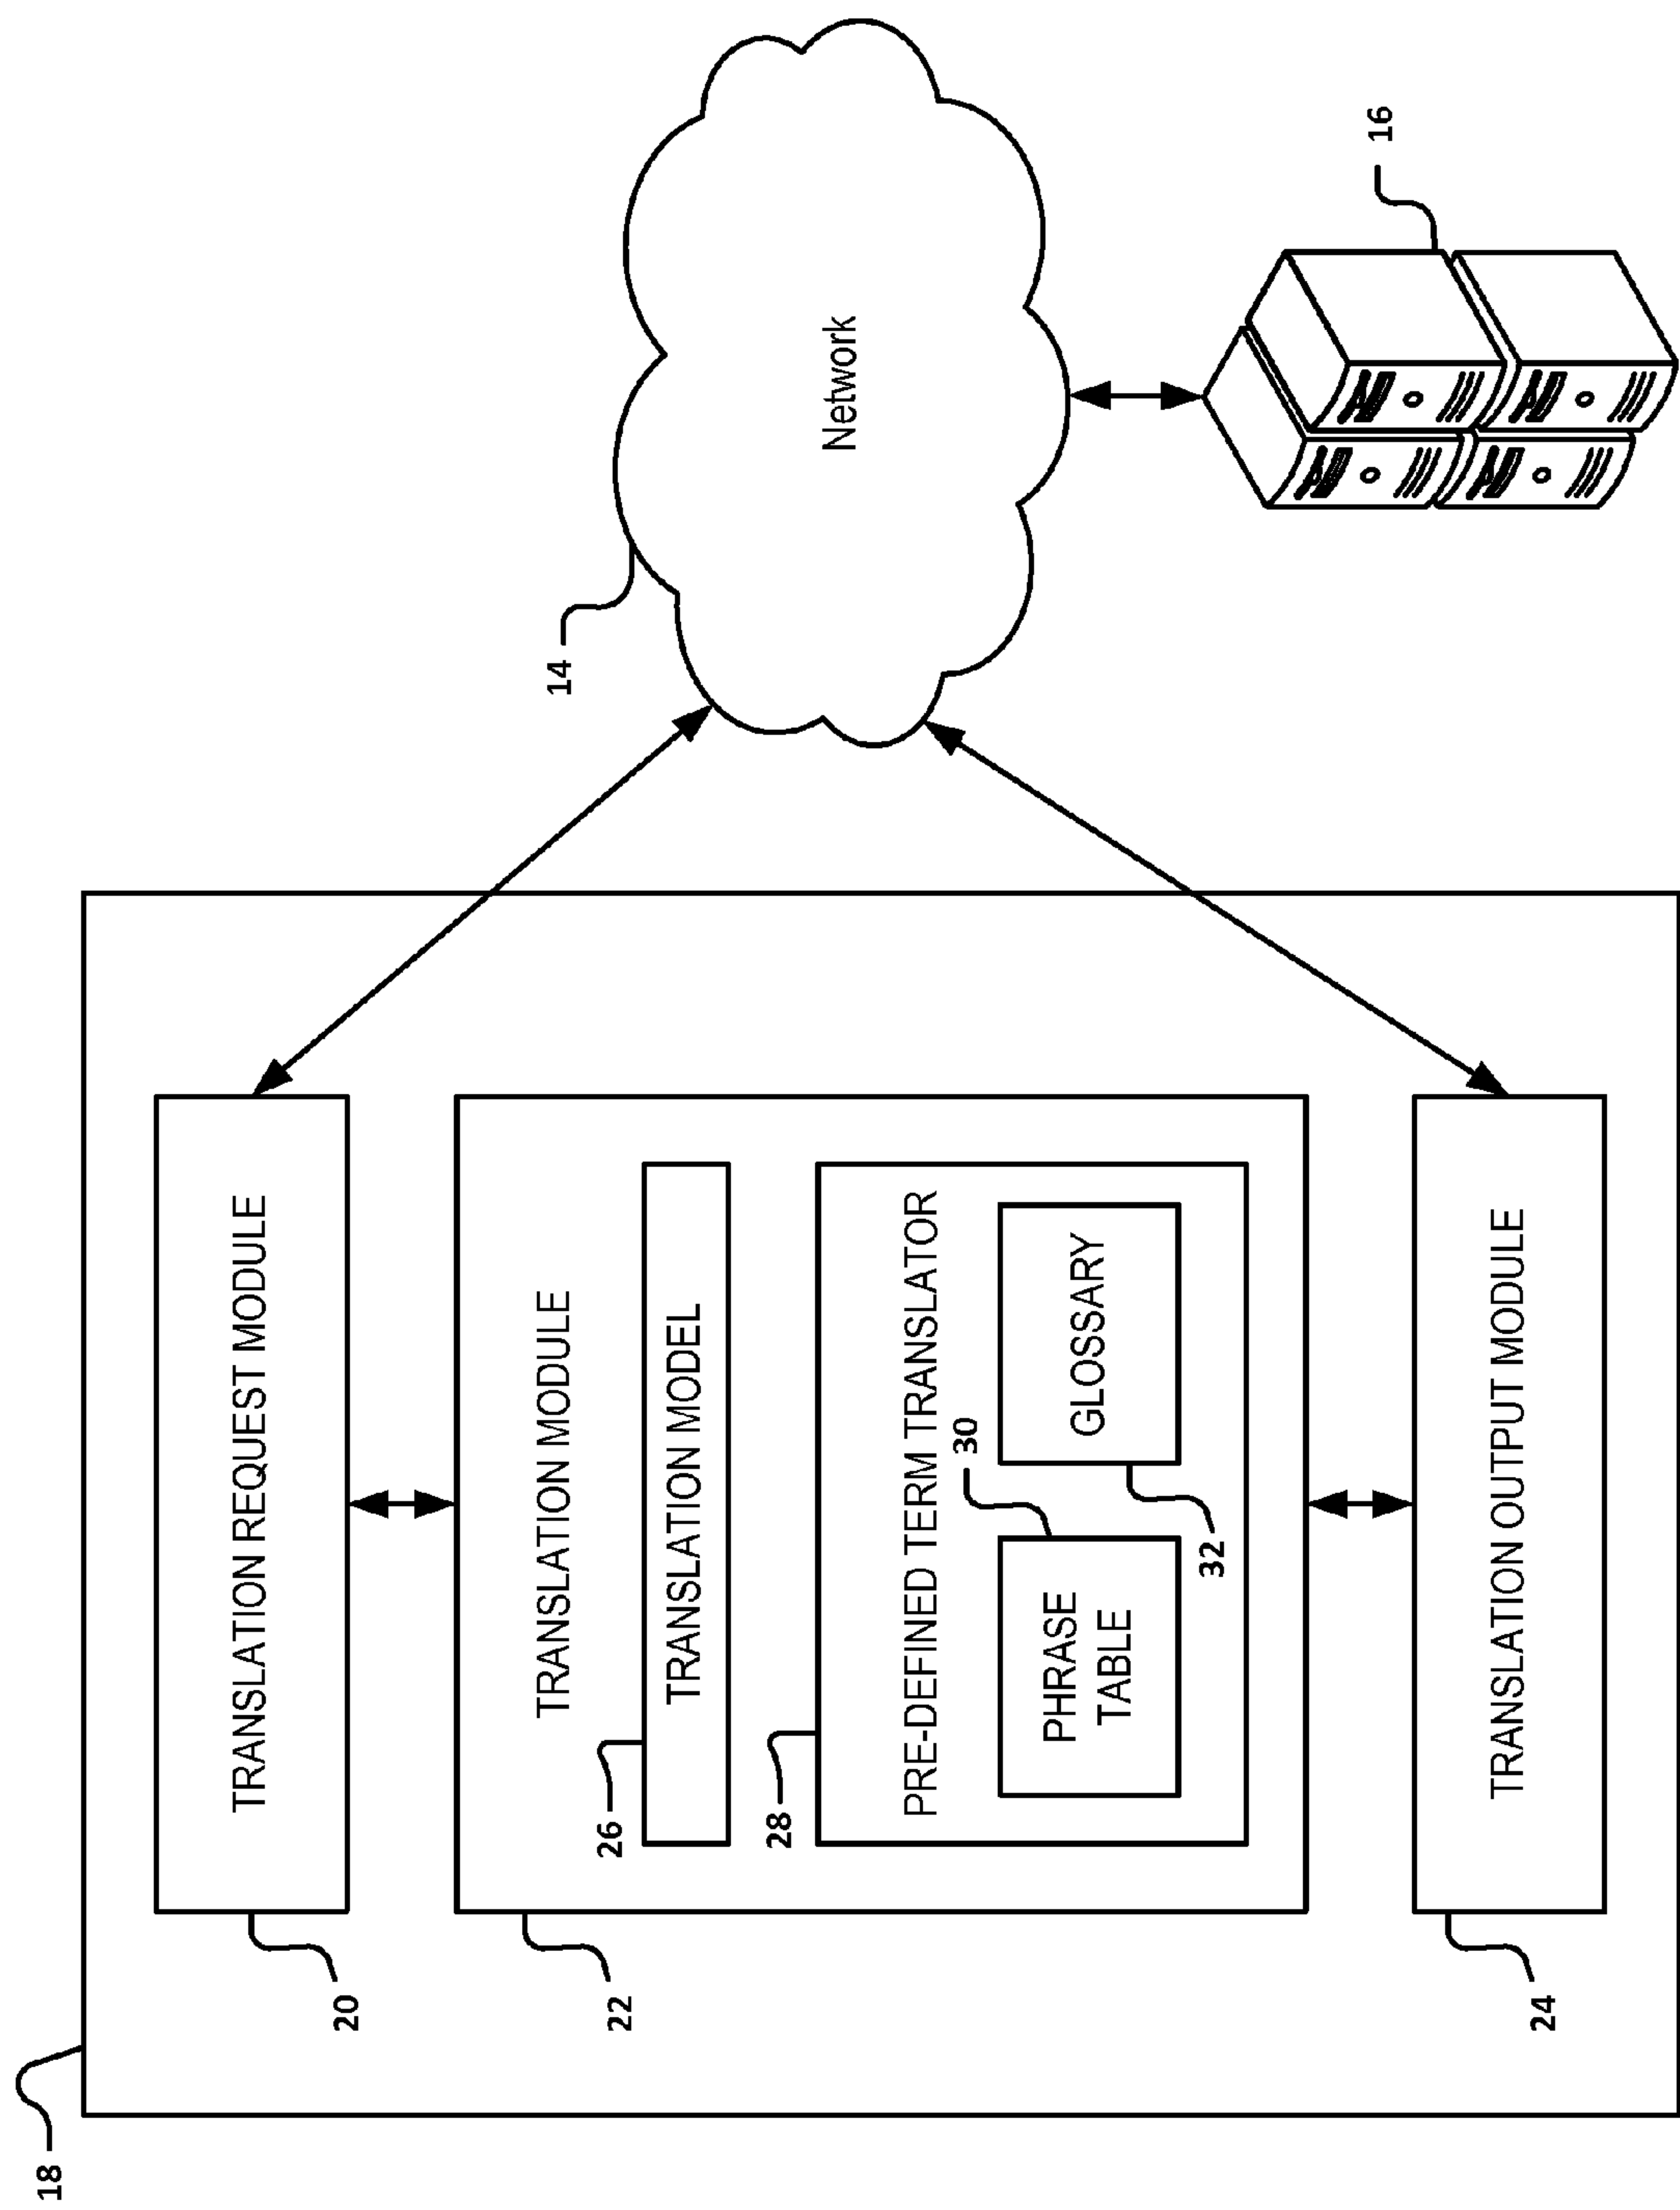 18
20
TRANSLATION REQUEST MODULE
22
TRANSLATION MODULE
26
TRANSLATION MODEL
28
PRE-DEFINED TERM TRANSLATOR
30
PHRASE
TABLE
32
GLOSSARY
24
TRANSLATION OUTPUT MODULE
14
Network
16